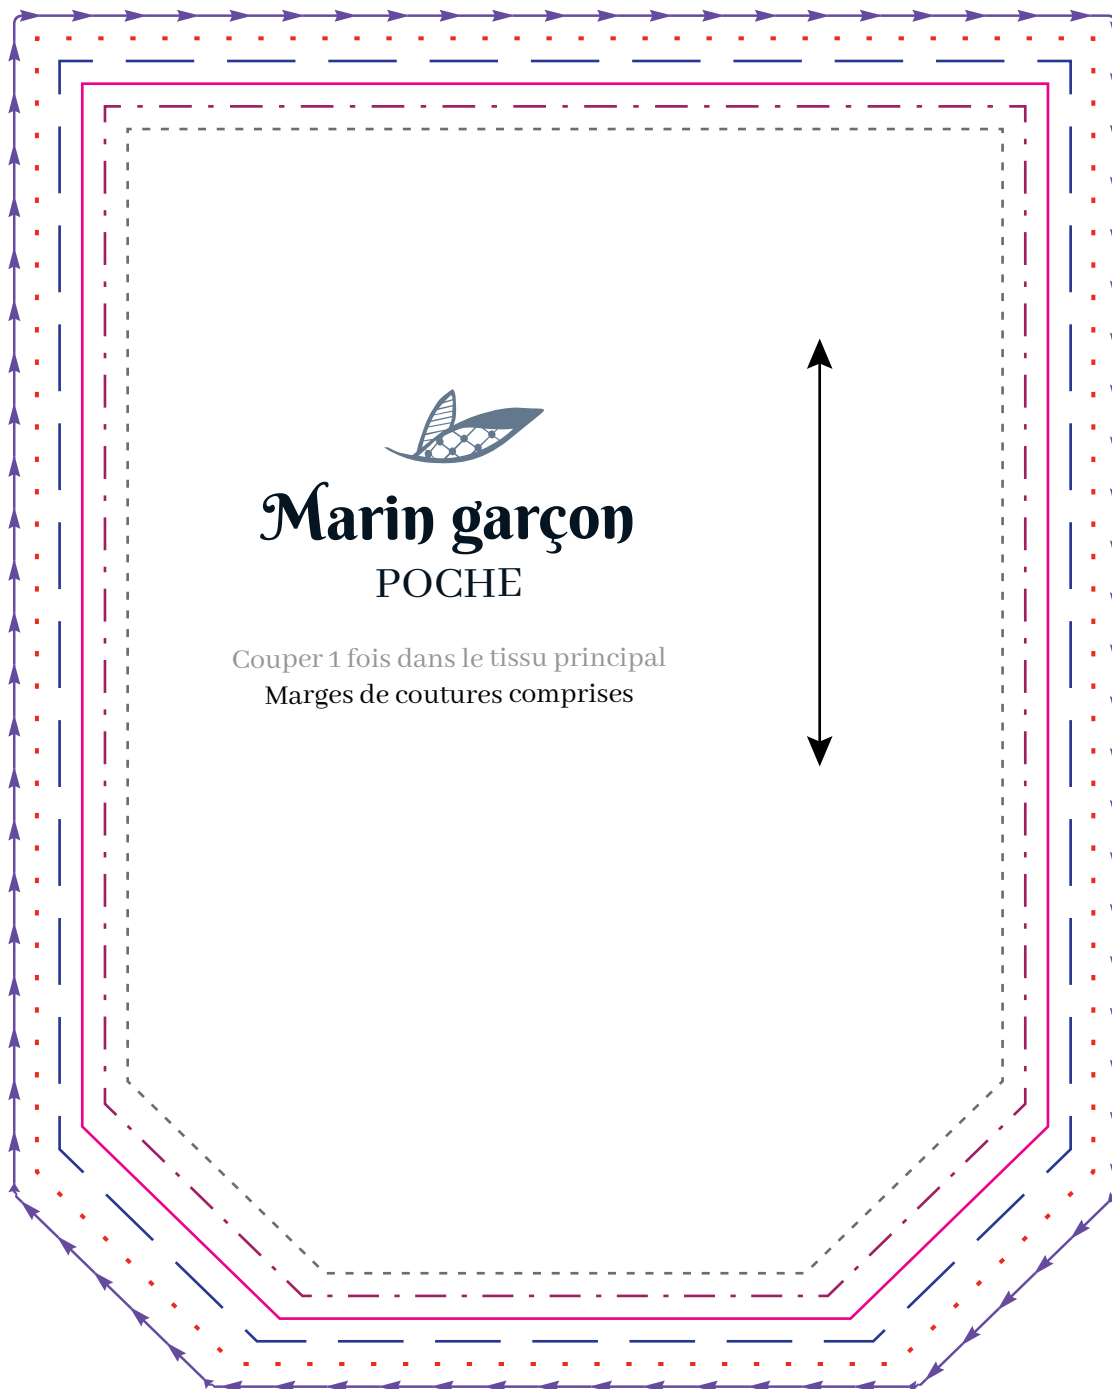 Marin garçon
POCHE
Couper 1 fois dans le tissu principal
Marges de coutures comprises